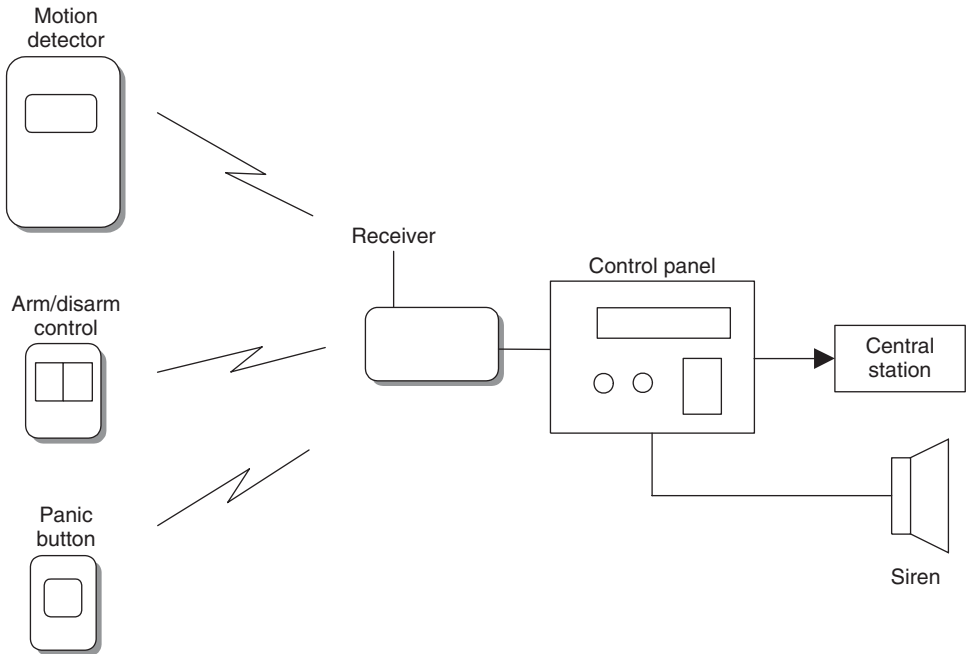 Motion
detector
Receiver
Control panel
Arm/disarm
control
Central
station
Panic
button
Siren